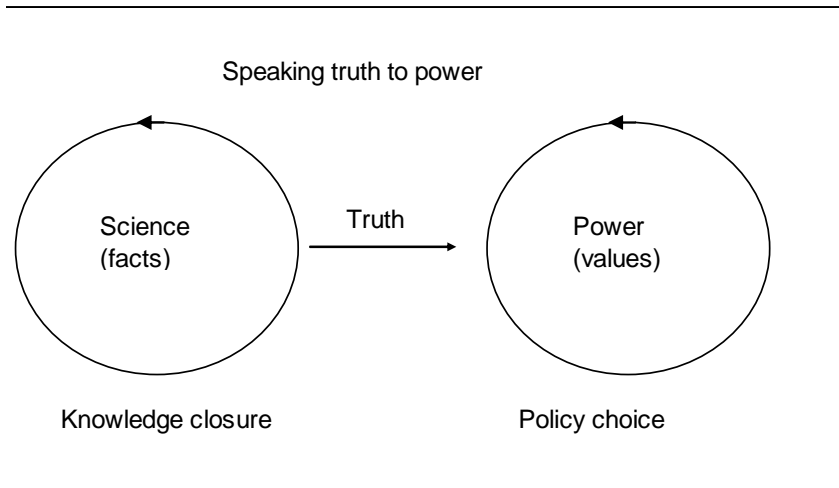 Speaking truth to power
Truth
Science
(facts)
Power
(values)
Knowledge closure
Policy choice